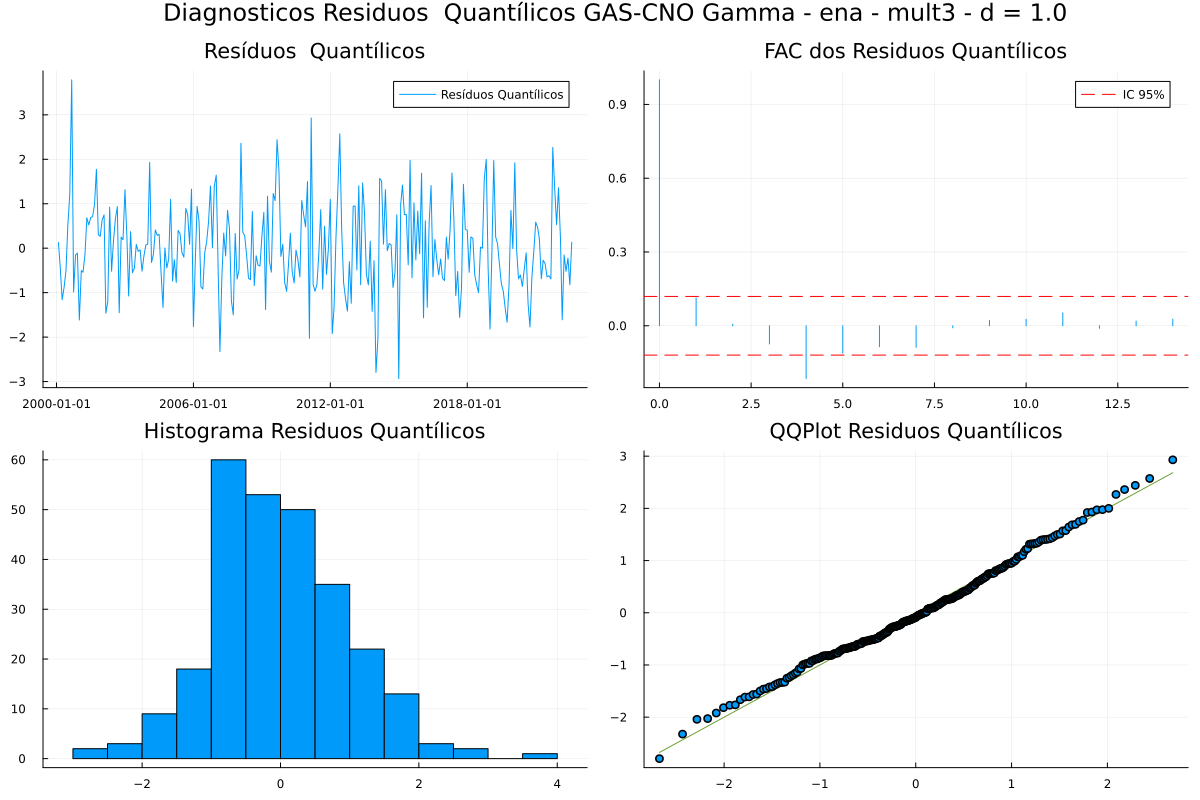 Diagnosticos Residuos  Quantílicos GAS-CNO Gamma - ena - mult3 - d = 1.0
Resíduos  Quantílicos
Resíduos Quantílicos
3
2
1
0
−1
−2
−3
2000-01-01 2006-01-01 2012-01-01 2018-01-01
FAC dos Residuos Quantílicos
IC 95%
0.9
0.6
0.3
0.0
0.0 2.5 5.0 7.5 10.0 12.5
Histograma Residuos Quantílicos
60
50
40
30
20
10
0
−2 0 2 4
QQPlot Residuos Quantílicos
3
2
1
0
−1
−2
−2 −1 0 1 2